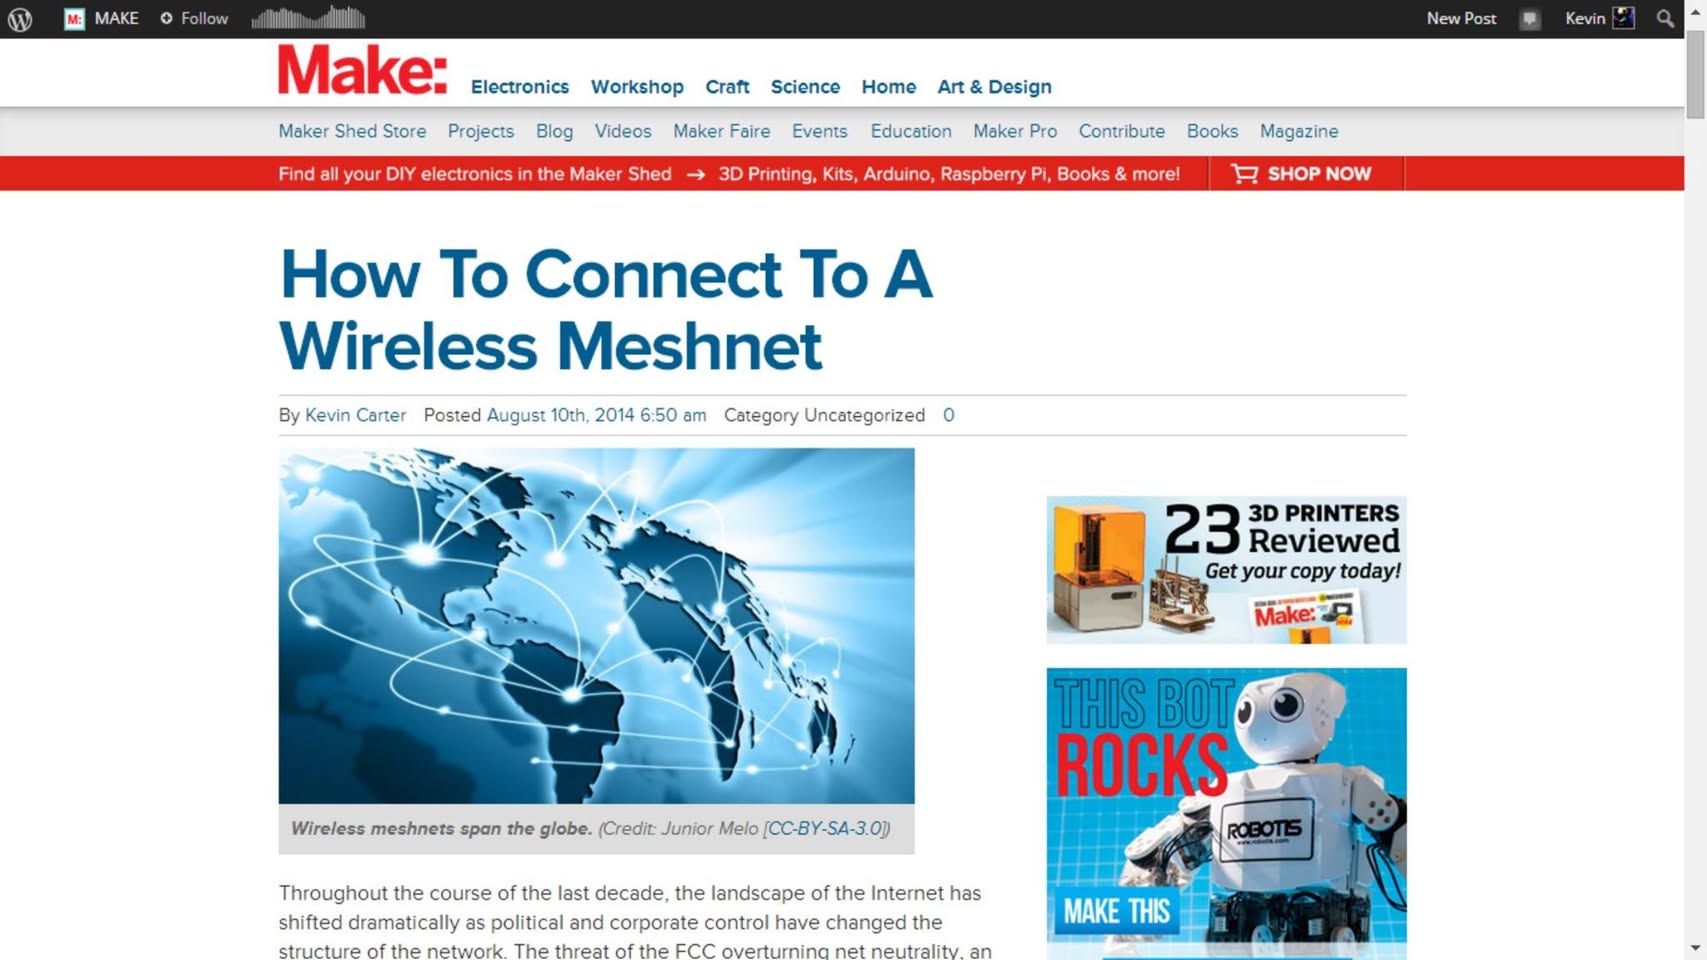 MAKE Follow New Post Kevin
Make:
Electronics Workshop Craft Science Home Art & Design
Maker Shed Store Projects Blog Videos Maker Faire Events Education Maker Pro Contribute Books Magazine
Find all your DIY electronics in the Maker Shed → 3D Printing, Kits, Arduino, Raspberry Pi, Books & more! SHOP NOW
How To Connect To A
Wireless Meshnet
By Kevin Carter Posted August 10th, 2014 6:50 am Category Uncategorized 0
Wireless meshnets span the globe. (Credit: Junior Melo [CC-BY-SA-3.0])
Throughout the course of the last decade, the landscape of the Internet has
shifted dramatically as political and corporate control have changed the
structure of the network. The threat of the FCC overturning net neutrality, an
23 3D PRINTERS
Reviewed
Get your copy today!
Make:
THIS BOT
ROCKS
ROBOTIS
www.robotis.com
MAKE THIS